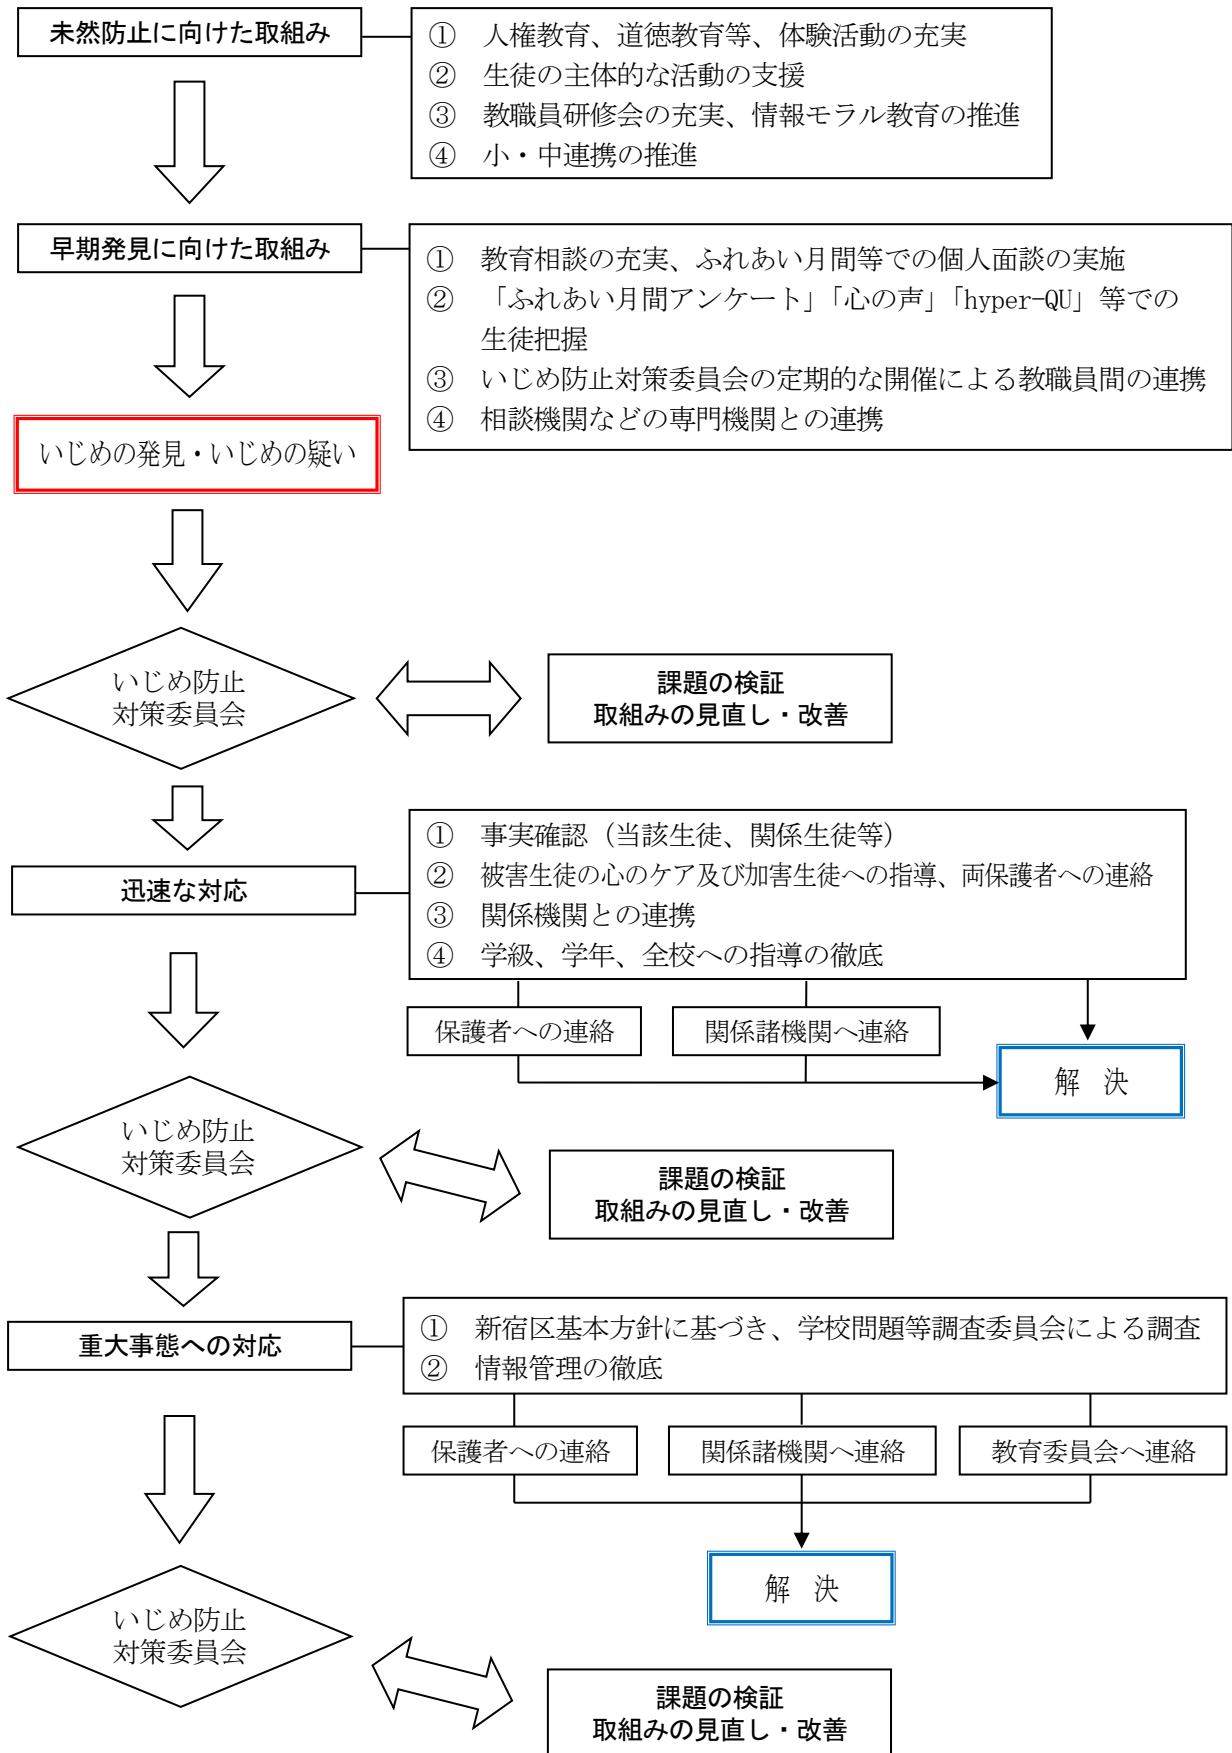 未然防止に向けた取組み
① 人権教育、道徳教育等、体験活動の充実
② 生徒の主体的な活動の支援
③ 教職員研修会の充実、情報モラル教育の推進
④ 小・中連携の推進
早期発見に向けた取組み
① 教育相談の充実、ふれあい月間等での個人面談の実施
② 「ふれあい月間アンケート」「心の声」「hyper-QU」等での
生徒把握
③ いじめ防止対策委員会の定期的な開催による教職員間の連携
④ 相談機関などの専門機関との連携
いじめの発見・いじめの疑い
いじめ防止
対策委員会
課題の検証
取組みの見直し・改善
迅速な対応
① 事実確認（当該生徒、関係生徒等）
② 被害生徒の心のケア及び加害生徒への指導、両保護者への連絡
③ 関係機関との連携
④ 学級、学年、全校への指導の徹底
保護者への連絡
関係諸機関へ連絡
解 決
いじめ防止
対策委員会
課題の検証
取組みの見直し・改善
重大事態への対応
① 新宿区基本方針に基づき、学校問題等調査委員会による調査
② 情報管理の徹底
保護者への連絡
関係諸機関へ連絡
教育委員会へ連絡
解 決
いじめ防止
対策委員会
課題の検証
取組みの見直し・改善